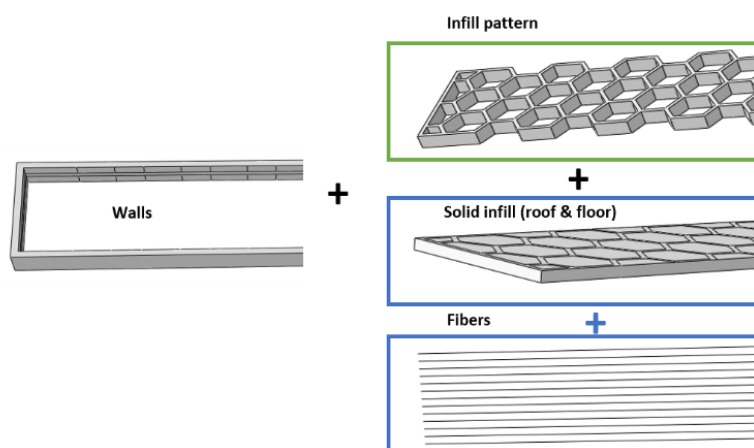 Infill pattern
+
+
Walls
Solid infill (roof & floor)
Fibers
+